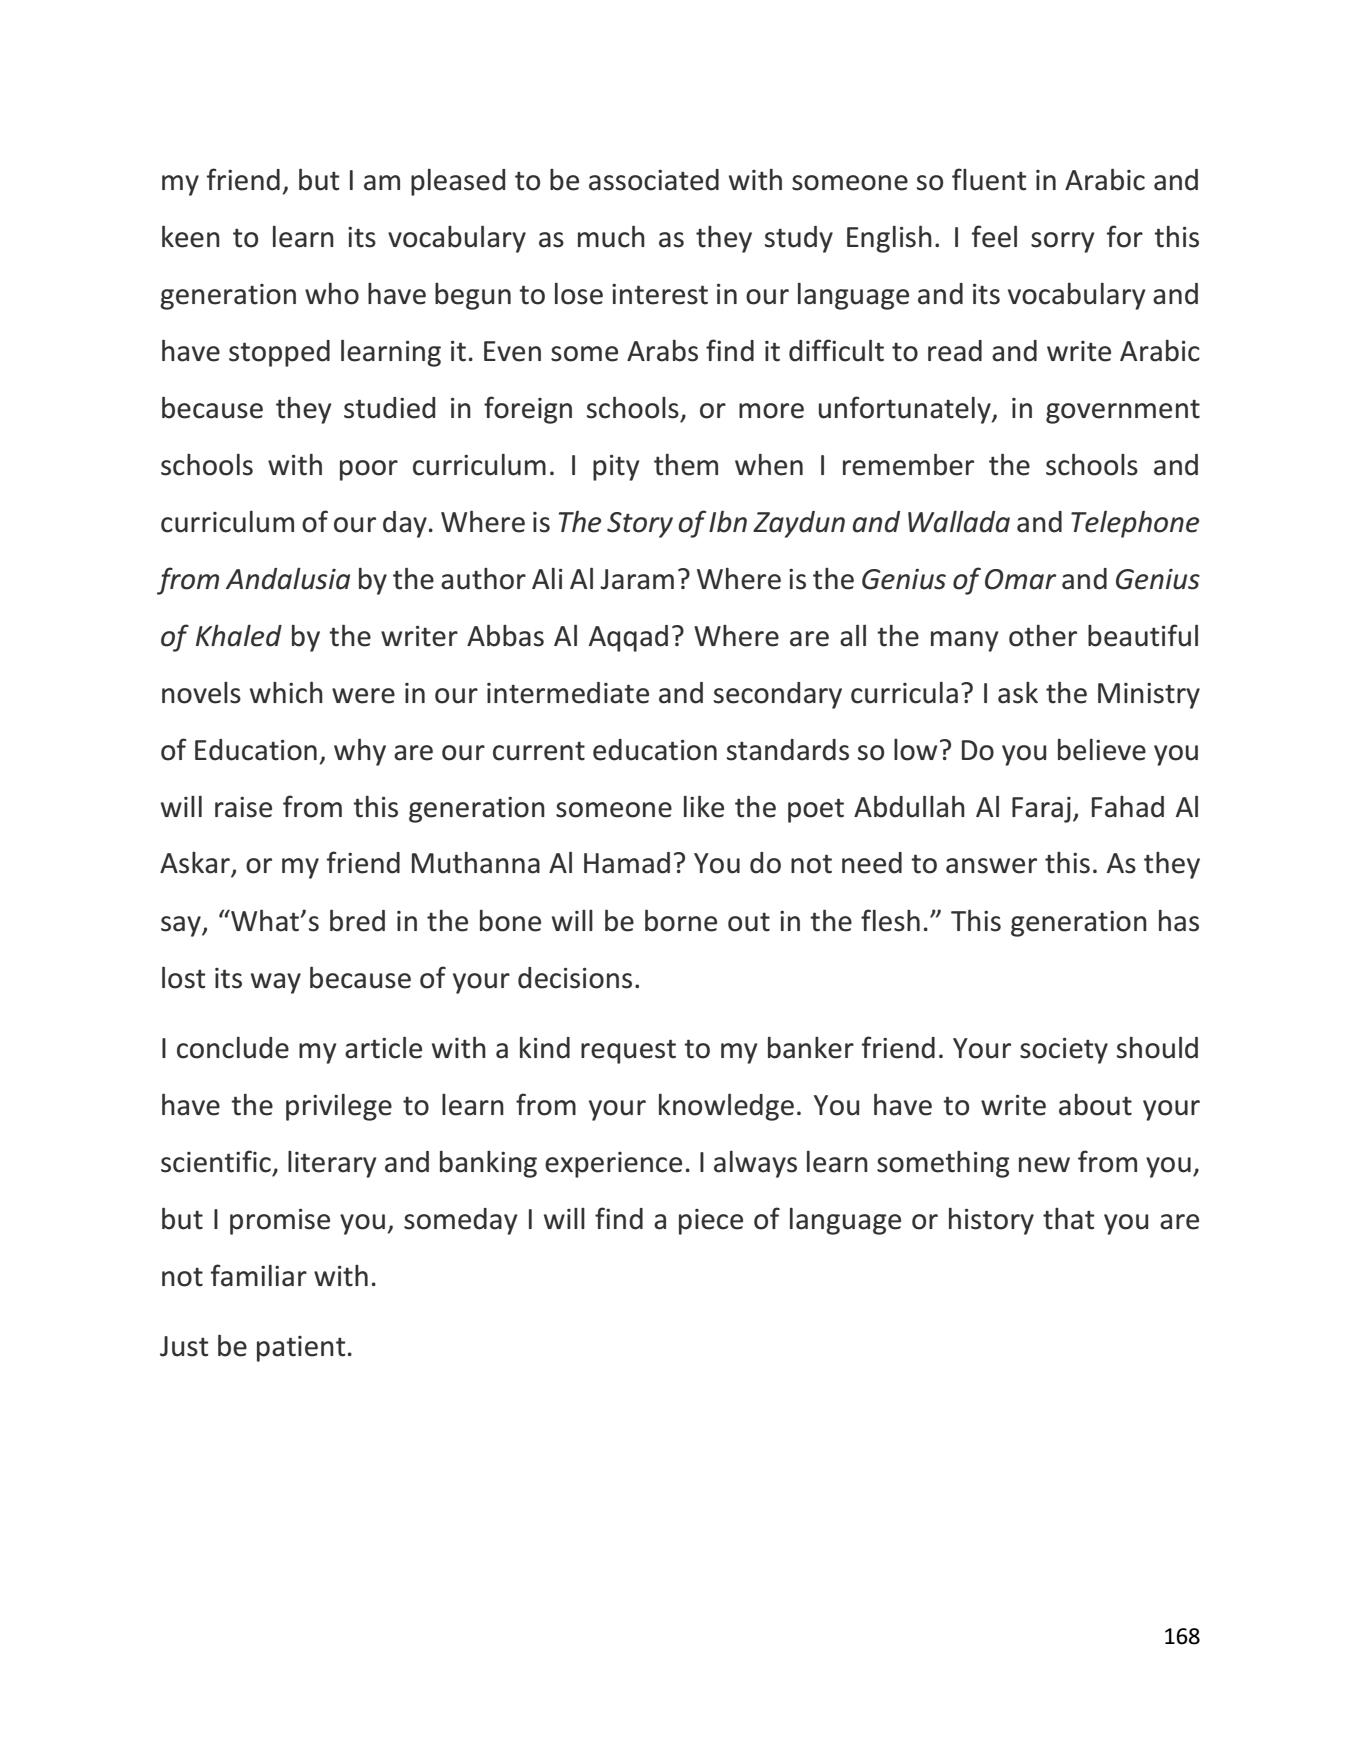 my friend, but I am pleased to be associated with someone so fluent in Arabic and
keen to learn its vocabulary as much as they study English. I feel sorry for this
generation who have begun to lose interest in our language and its vocabulary and
have stopped learning it. Even some Arabs find it difficult to read and write Arabic
because they studied in foreign schools, or more unfortunately, in government
schools with poor curriculum. I pity them when I remember the schools and
curriculum of our day. Where is The Story of Ibn Zaydun and Wallada and Telephone
from Andalusia by the author Ali Al Jaram? Where is the Genius of Omar and Genius
of Khaled by the writer Abbas Al Aqqad? Where are all the many other beautiful
novels which were in our intermediate and secondary curricula? I ask the Ministry
of Education, why are our current education standards so low? Do you believe you
will raise from this generation someone like the poet Abdullah Al Faraj, Fahad Al
Askar, or my friend Muthanna Al Hamad? You do not need to answer this. As they
say, “What’s bred in the bone will be borne out in the flesh.” This generation has
lost its way because of your decisions.
I conclude my article with a kind request to my banker friend. Your society should
have the privilege to learn from your knowledge. You have to write about your
scientific, literary and banking experience. I always learn something new from you,
but I promise you, someday I will find a piece of language or history that you are
not familiar with.
Just be patient.
168